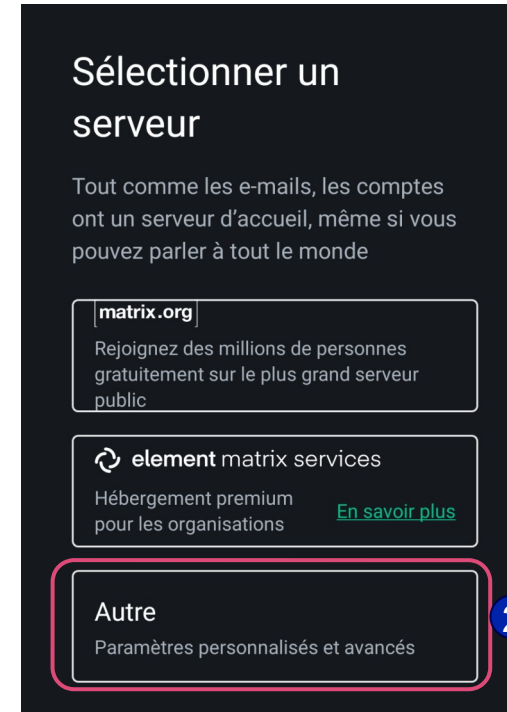 Sélectionner un
serveur
Tout comme les e-mails, les comptes
ont un serveur d’accueil, même si vous
pouvez parler à tout le monde
[matrix.org]
Rejoignez des millions de personnes
gratuitement sur le plus grand serveur
public
element matrix services
Hébergement premium
pour les organisations
En savoir plus
Autre
2
Paramètres personnalisés et avancés